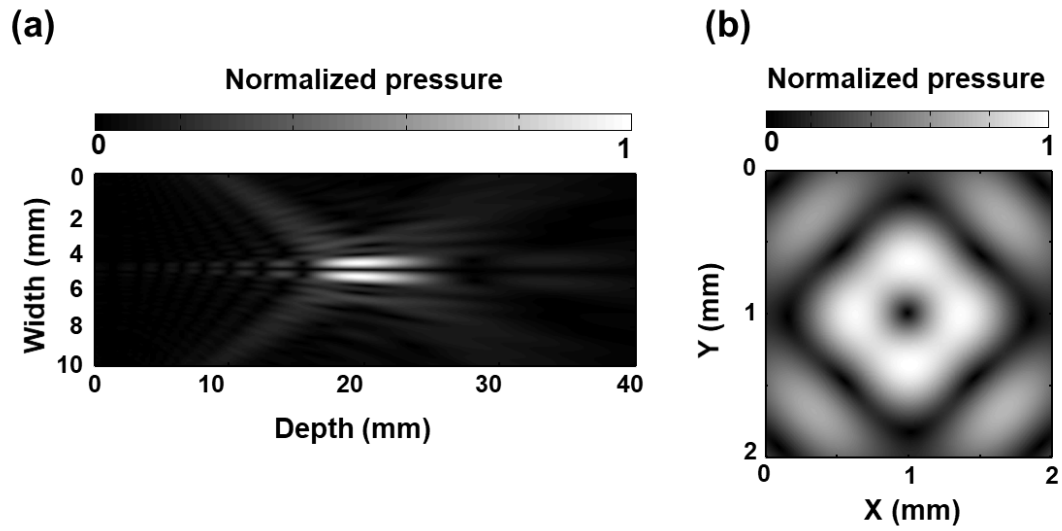 (a)
Normalized pressure
0 1
Width (mm)
0
2
4
6
8
10
0 10 20 30 40
Depth (mm)
(b)
Normalized pressure
0 1
Y (mm)
0
1
2
0 1 2
X (mm)